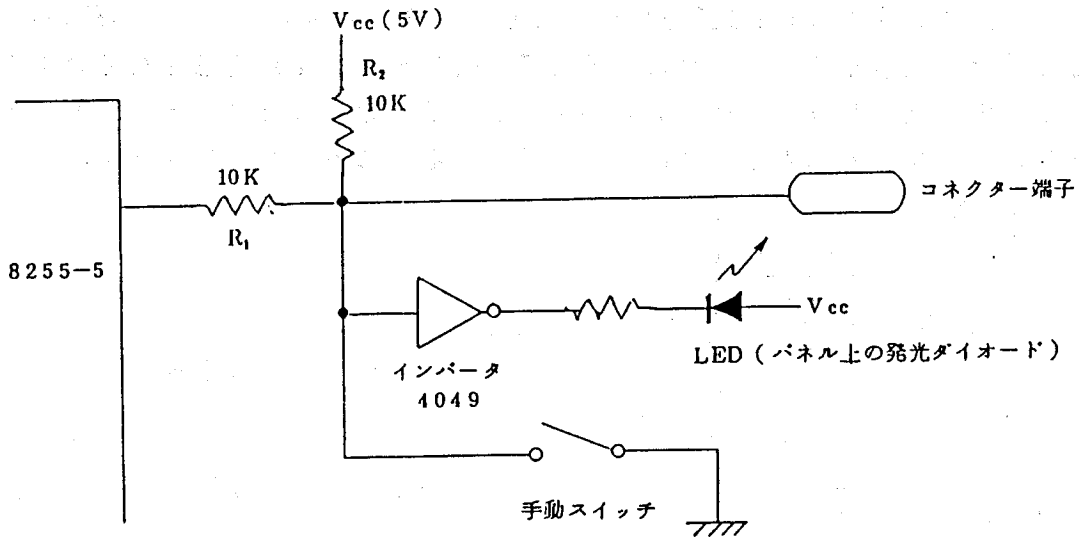 Vcc(5V)
R₂
10K
10K
R₁
コネクター端子
8255-5
Vcc
LED(パネル上の発光ダイオード)
インバータ
4049
手動スイッチ